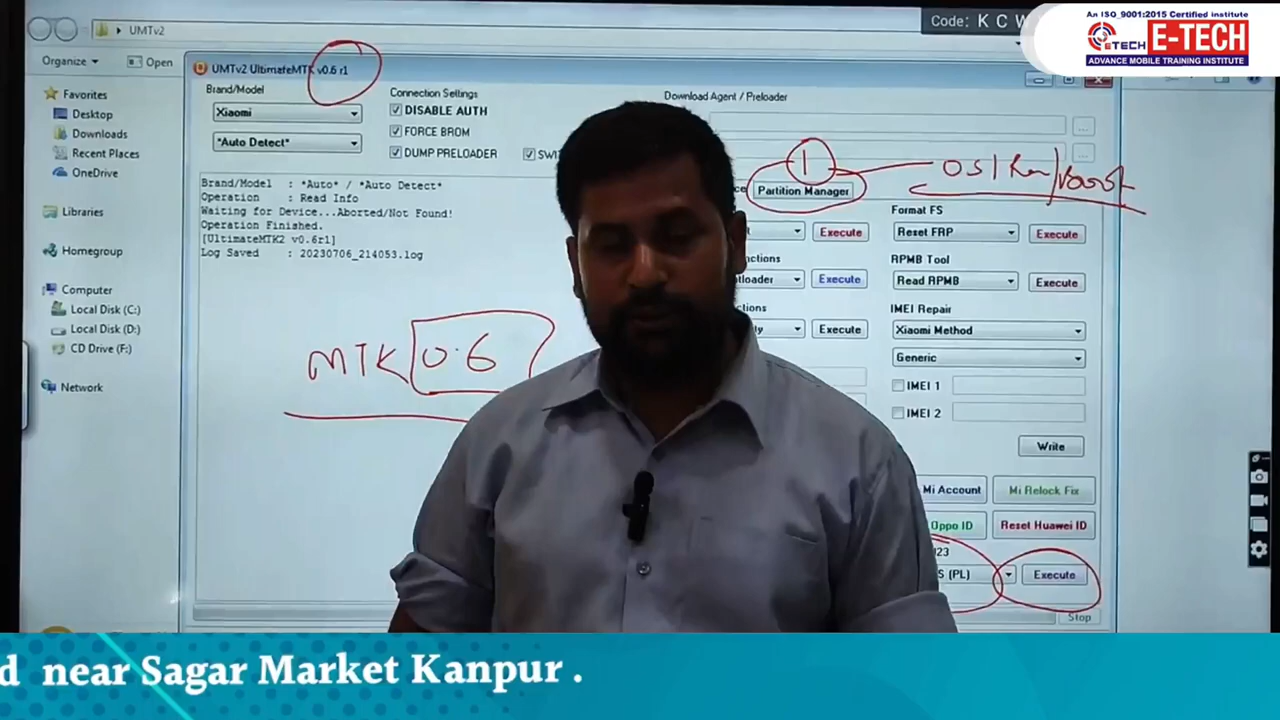 UMTv2
Code: K C W
An ISO 9001:2015 Certified institute
ETECH E-TECH
ADVANCE MOBILE TRAINING INSTITUTE
Organize
Open
UMTv2 UltimateMTK v0.6 r1
Favorites
Desktop
Downloads
Recent Places
OneDrive
Libraries
Homegroup
Computer
Local Disk (C:)
Local Disk (D:)
CD Drive (F:)
Network
Brand/Model
Xiaomi
*Auto Detect*
Connection Settings
DISABLE AUTH
FORCE BROM
DUMP PRELOADER
Download Agent / Preloader
Brand/Model : *Auto* / *Auto Detect*
Operation : Read Info
Waiting for Device...Aborted/Not Found!
Operation Finished.
[UltimateMTK2 v0.6r1]
Log Saved : 20230706_214053.log
MTK 0.6
1
Partition Manager
Execute
Execute
Execute
Format FS
Reset FRP
Execute
RPMB Tool
Read RPMB
Execute
IMEI Repair
Xiaomi Method
Generic
IMEI 1
IMEI 2
Write
Mi Account
Mi Relock Fix
Oppo ID
Reset Huawei ID
S (PL)
Execute
Stop
near Sagar Market Kanpur .